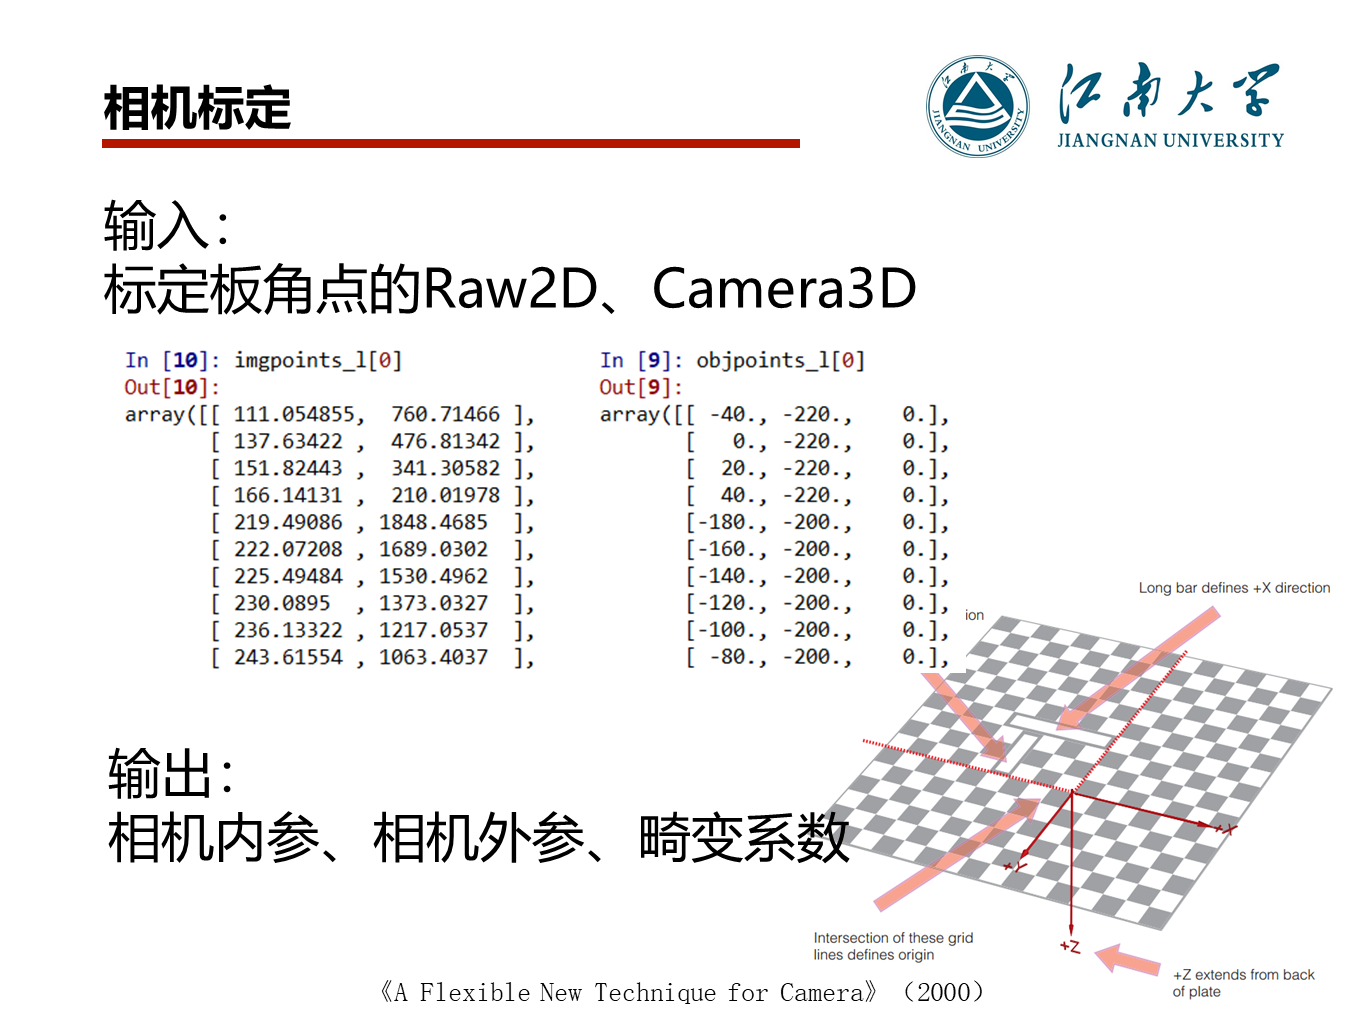 相机标定
江南大学
JIANGNAN UNIVERSITY
江南大学
JIANGNAN UNIVERSITY
输入：
标定板角点的Raw2D、Camera3D
In [10]: imgpoints_l[0]
Out[10]:
array([[ 111.054855,  760.71466 ],
[ 137.63422 ,  476.81342 ],
[ 151.82443 ,  341.30582 ],
[ 166.14131 ,  210.01978 ],
[ 219.49086 , 1848.4685  ],
[ 222.07208 , 1689.0302  ],
[ 225.49484 , 1530.4962  ],
[ 230.0895  , 1373.0327  ],
[ 236.13322 , 1217.0537  ],
[ 243.61554 , 1063.4037  ],
In [9]: objpoints_l[0]
Out[9]:
array([[ -40., -220.,    0.],
[   0., -220.,    0.],
[  20., -220.,    0.],
[  40., -220.,    0.],
[-180., -200.,    0.],
[-160., -200.,    0.],
[-140., -200.,    0.],
[-120., -200.,    0.],
[-100., -200.,    0.],
[ -80., -200.,    0.],
Long bar defines +X direction
ion
+X
+Y
+Z
输出：
相机内参、相机外参、畸变系数
Intersection of these grid
lines defines origin
+Z extends from back
of plate
《A Flexible New Technique for Camera》（2000）